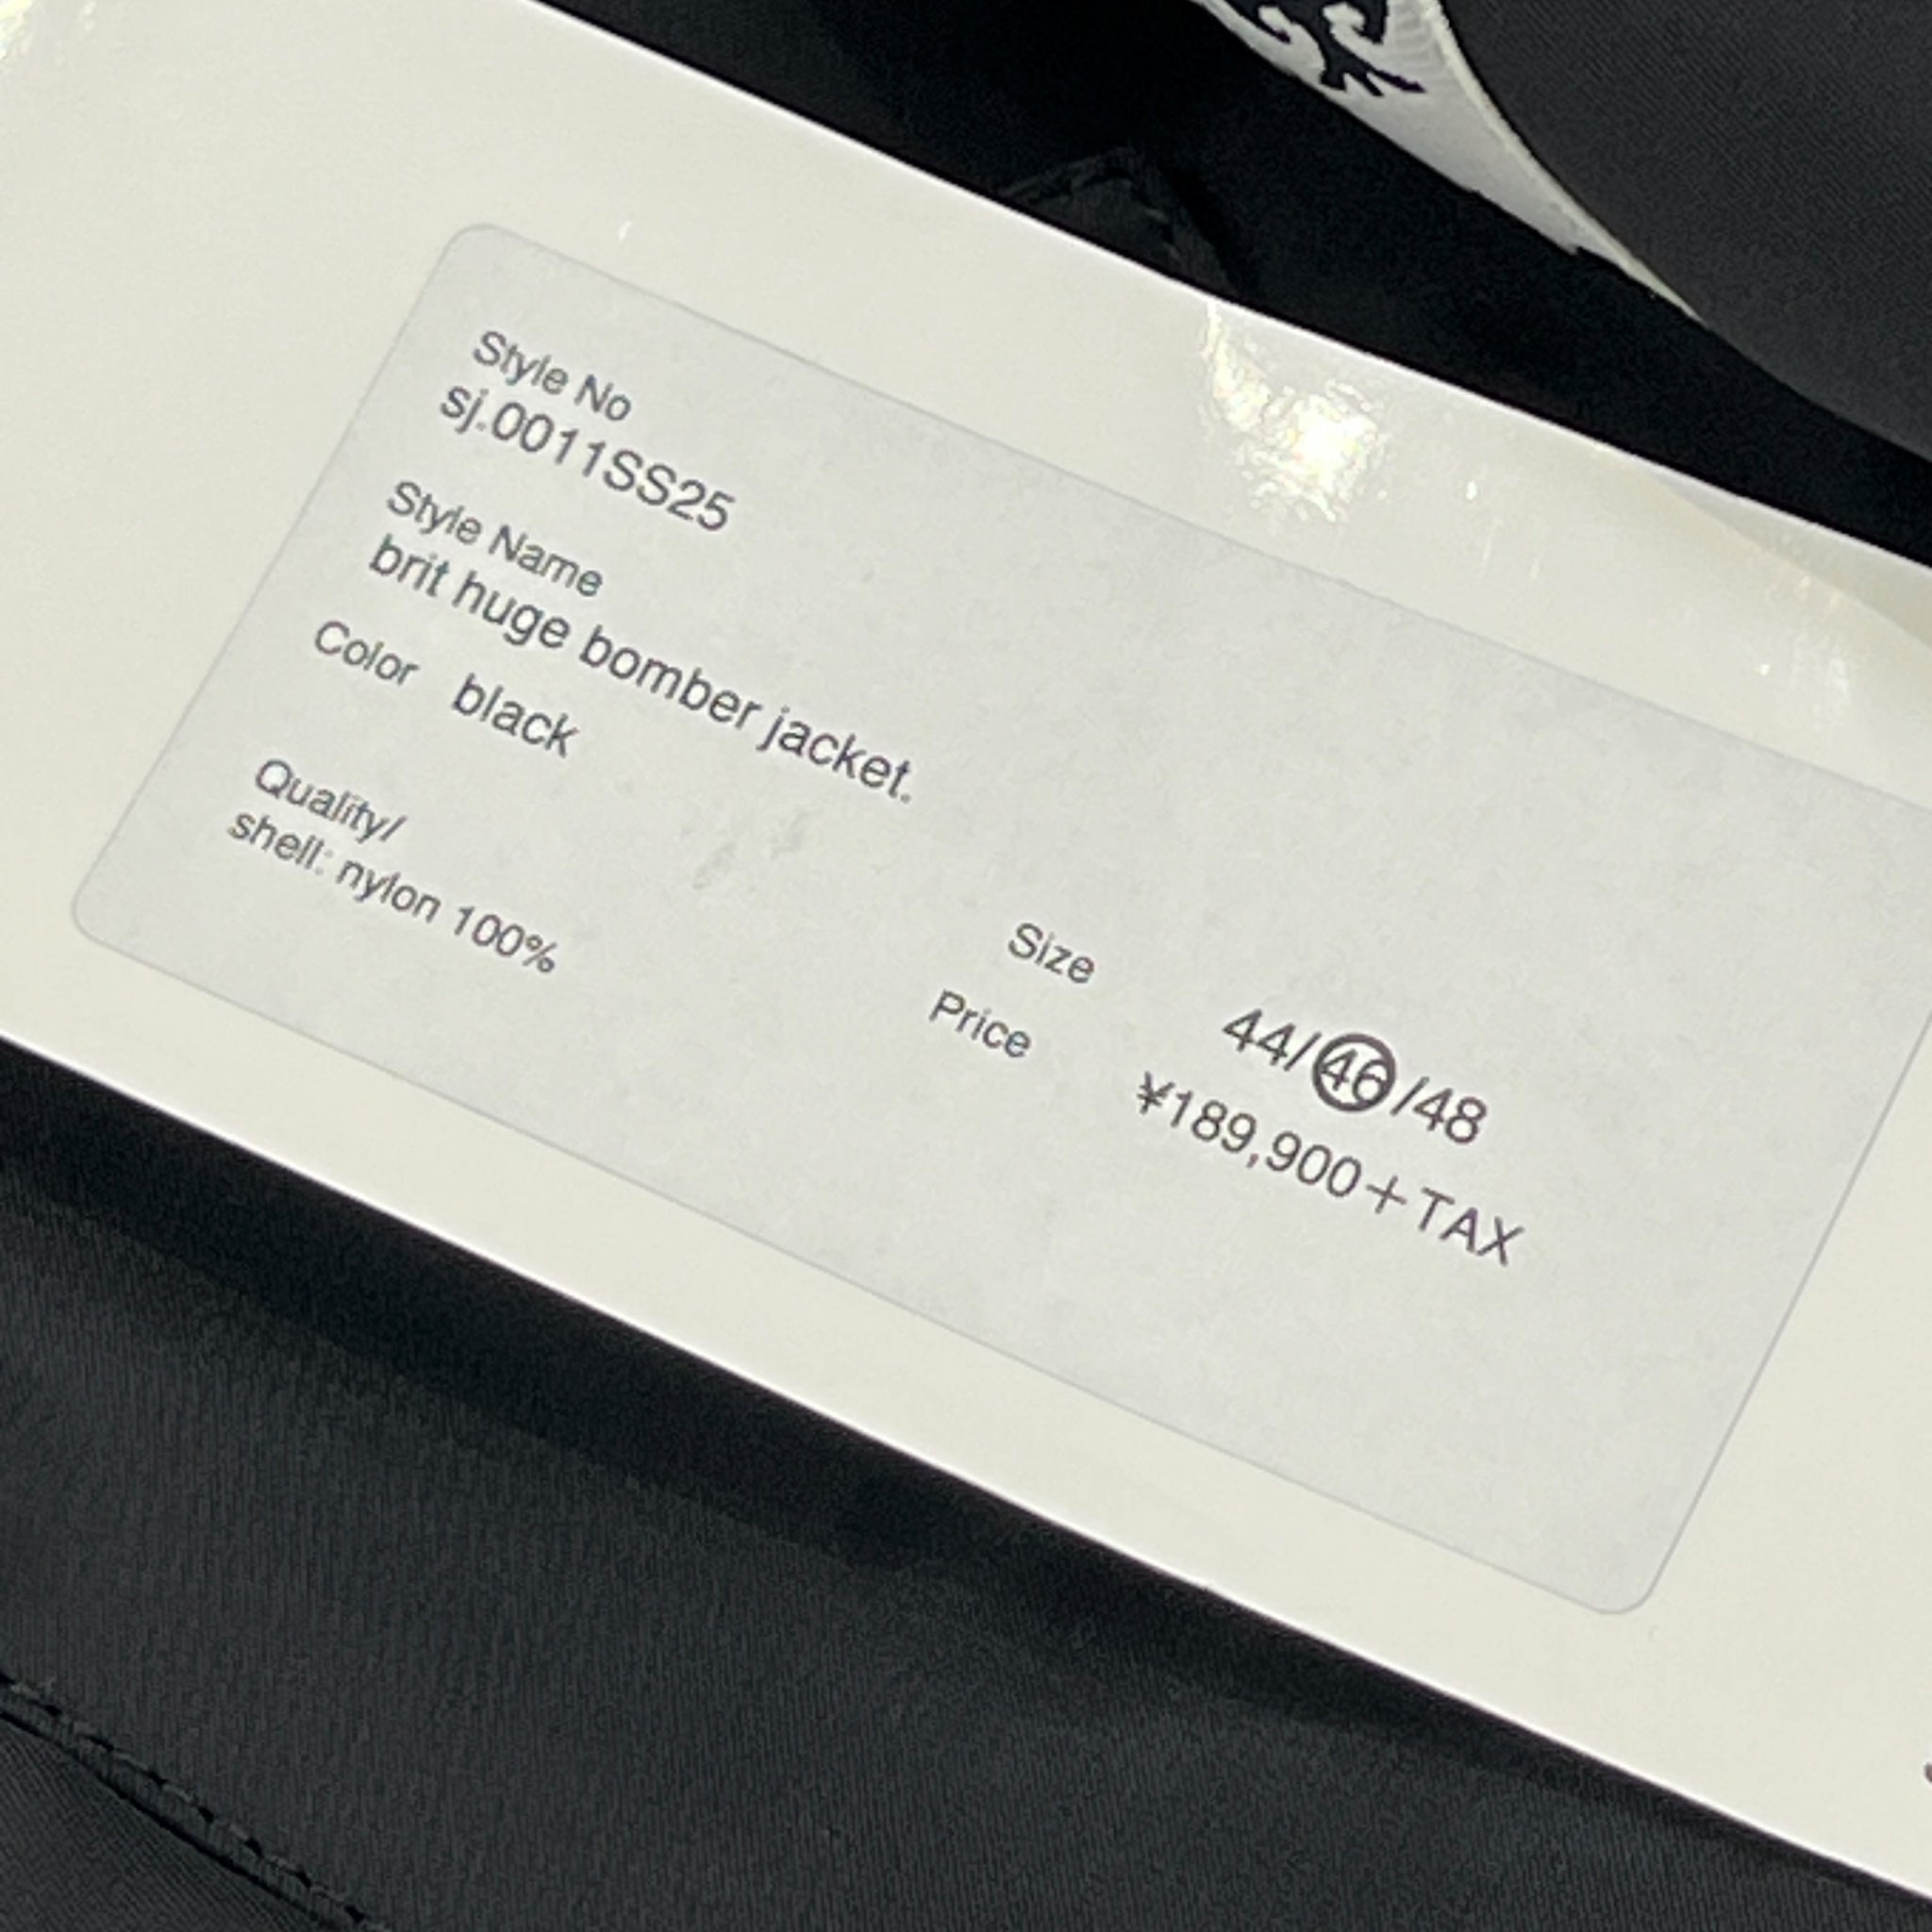 Style No
sj.0011SS25
Style Name
brit huge bomber jacket.
Color black
Quality/
shell: nylon 100%
Size 44/46/48
Price ¥189,900+TAX